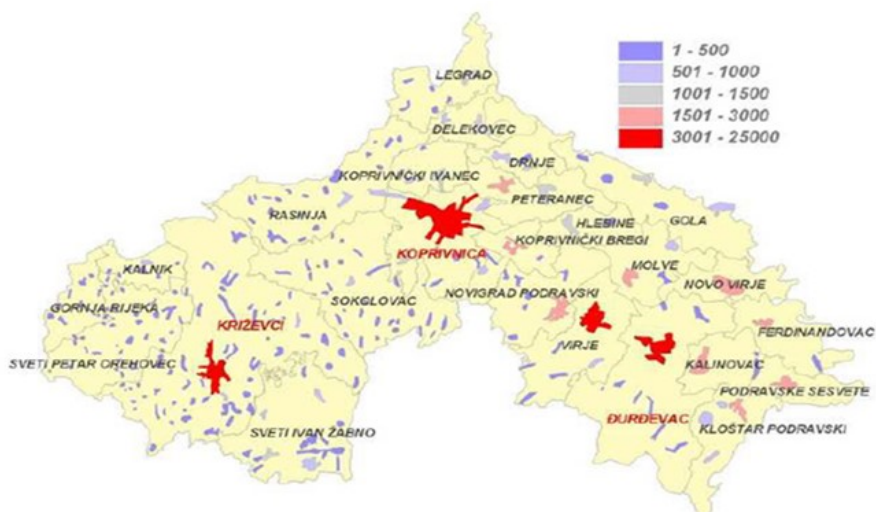 1 - 500
501 - 1000
1001 - 1500
1501 - 3000
3001 - 25000
LEGRAD
ĐELEKOVEC
DRNJE
KOPRIVNIČKI IVANEC
PETERANEC
RASINJA
HLEBINE
GOLA
KOPRIVNIČKI BREGI
KOPRIVNICA
MOLVE
KALNIK
NOVO VIRJE
NOVIGRAD PODRAVSKI
SOKOLOVAC
GORNJA RIJEKA
KRIŽEVCI
FERDINANDOVAC
VIRJE
SVETI PETAR OREHOVEC
KALINOVAC
PODRAVSKE SESVETE
ĐURĐEVAC
KLOŠTAR PODRAVSKI
SVETI IVAN ŽABNO